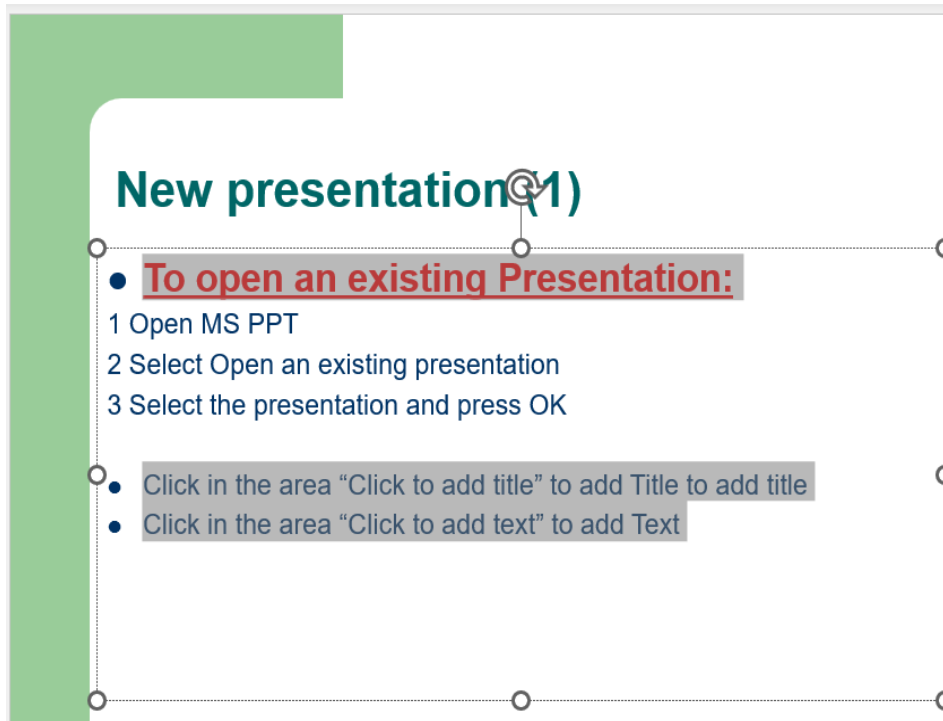 New presentation (1)
● To open an existing Presentation:
1 Open MS PPT
2 Select Open an existing presentation
3 Select the presentation and press OK
● Click in the area “Click to add title” to add Title to add title
● Click in the area “Click to add text” to add Text